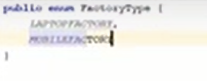 public enum FactoryType {
LAPTOPFACTORY,
MOBILEFACTORY
}